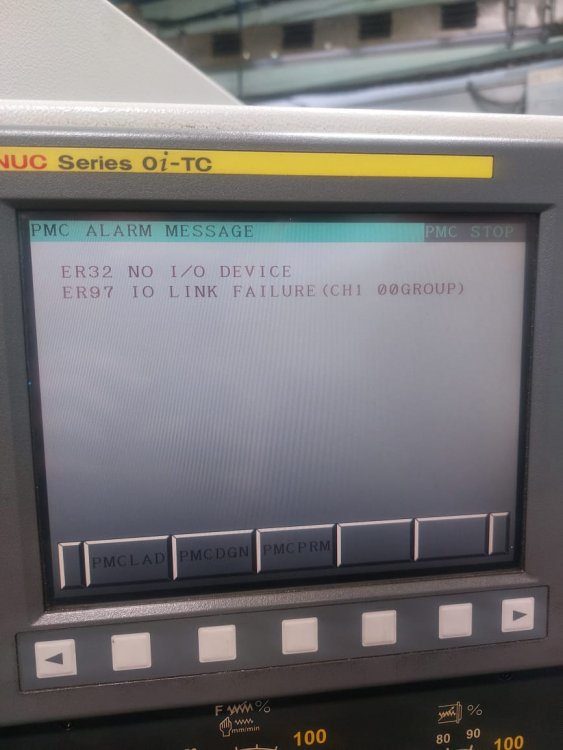 NUC Series 0i-TC
PMC ALARM MESSAGE PMC STOP
ER32 NO I/O DEVICE
ER97 IO LINK FAILURE(CH1 00GROUP)
PMCLAD PMCDGN PMCPRM
F % %
mm/min
100 80 90 100